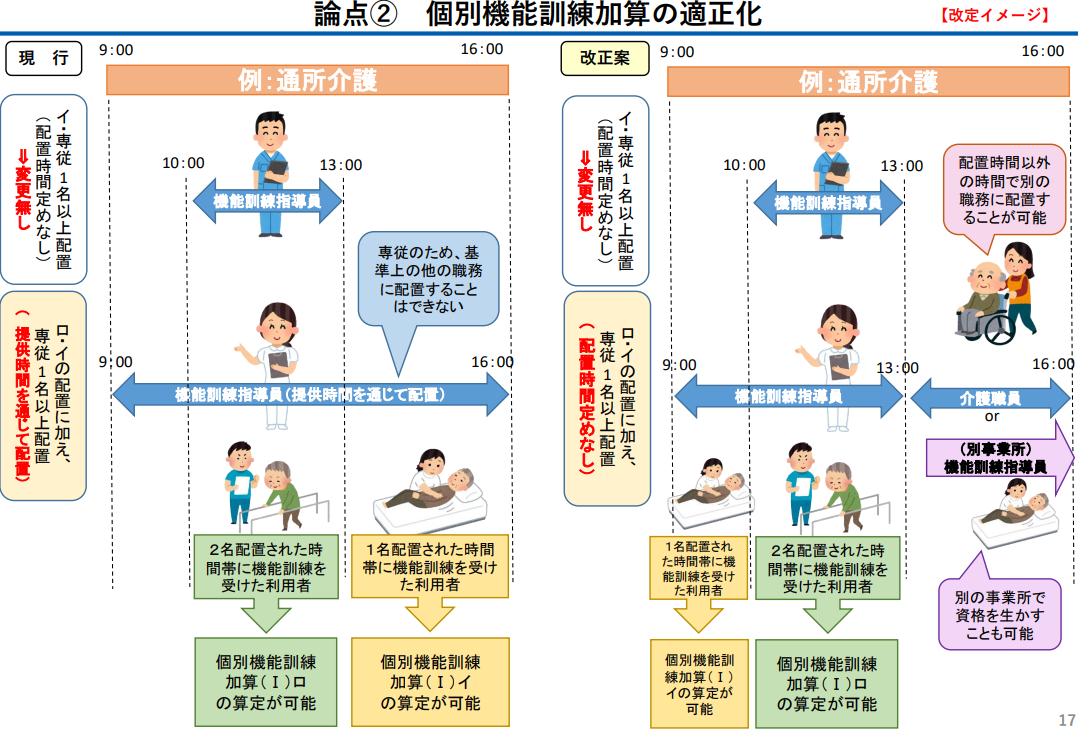 論点② 個別機能訓練加算の適正化
【改定イメージ】
現 行
9:00
16:00
例:通所介護
イ・専従1名以上配置
(配置時間定めなし)
⇒変更無し
10:00
13:00
機能訓練指導員
専従のため、基
準上の他の職務
に配置すること
はできない
ロ・イの配置に加え、
専従1名以上配置
(提供時間を通じて配置)
9:00
16:00
機能訓練指導員(提供時間を通じて配置)
2名配置された時
間帯に機能訓練を
受けた利用者
1名配置された時間
帯に機能訓練を受け
た利用者
個別機能訓練
加算(Ⅰ)ロ
の算定が可能
個別機能訓練
加算(Ⅰ)イ
の算定が可能
改正案
9:00
16:00
例:通所介護
イ・専従1名以上配置
(配置時間定めなし)
⇒変更無し
10:00
13:00
機能訓練指導員
配置時間以外
の時間で別の
職務に配置す
ることが可能
ロ・イの配置に加え、
専従1名以上配置
(配置時間定めなし)
9:00
13:00
16:00
機能訓練指導員
介護職員
or
(別事業所)
機能訓練指導員
1名配置され
た時間帯に機
能訓練を受け
た利用者
2名配置された時
間帯に機能訓練を
受けた利用者
別の事業所で
資格を生かす
ことも可能
個別機能訓
練加算(Ⅰ)
イの算定が
可能
個別機能訓練
加算(Ⅰ)ロ
の算定が可能
17